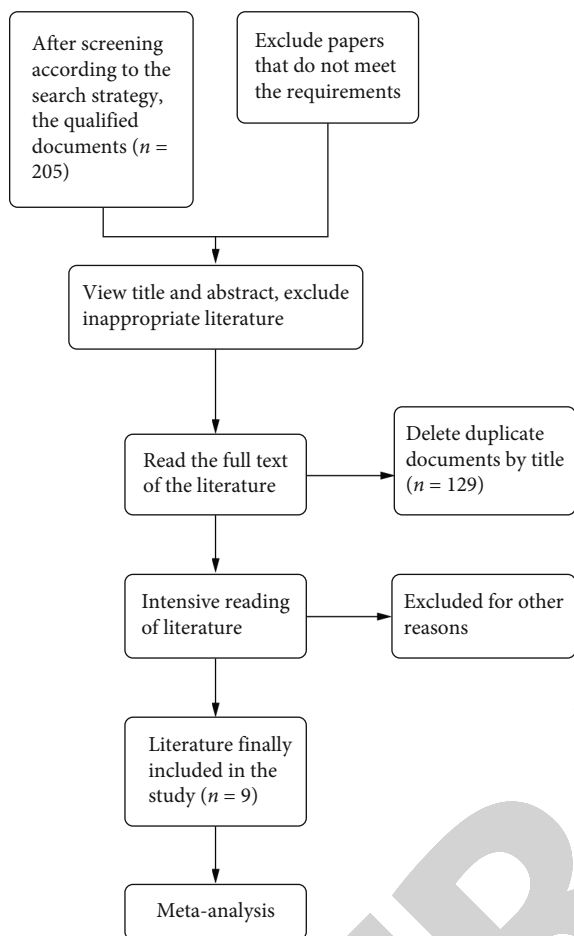 After screening
according to the
search strategy,
the qualified
documents (n =
205)
Exclude papers
that do not meet
the requirements
View title and abstract, exclude
inappropriate literature
Read the full text
of the literature
Delete duplicate
documents by title
(n = 129)
Intensive reading
of literature
Excluded for other
reasons
Literature finally
included in the
study (n = 9)
Meta-analysis